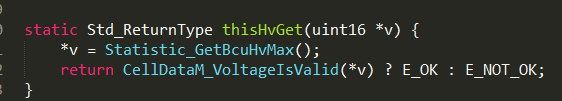 static Std_ReturnType thisHvGet(uint16 *v) {
    *v = Statistic_GetBcuHvMax();
    return CellDataM_VoltageIsValid(*v) ? E_OK : E_NOT_OK;
}